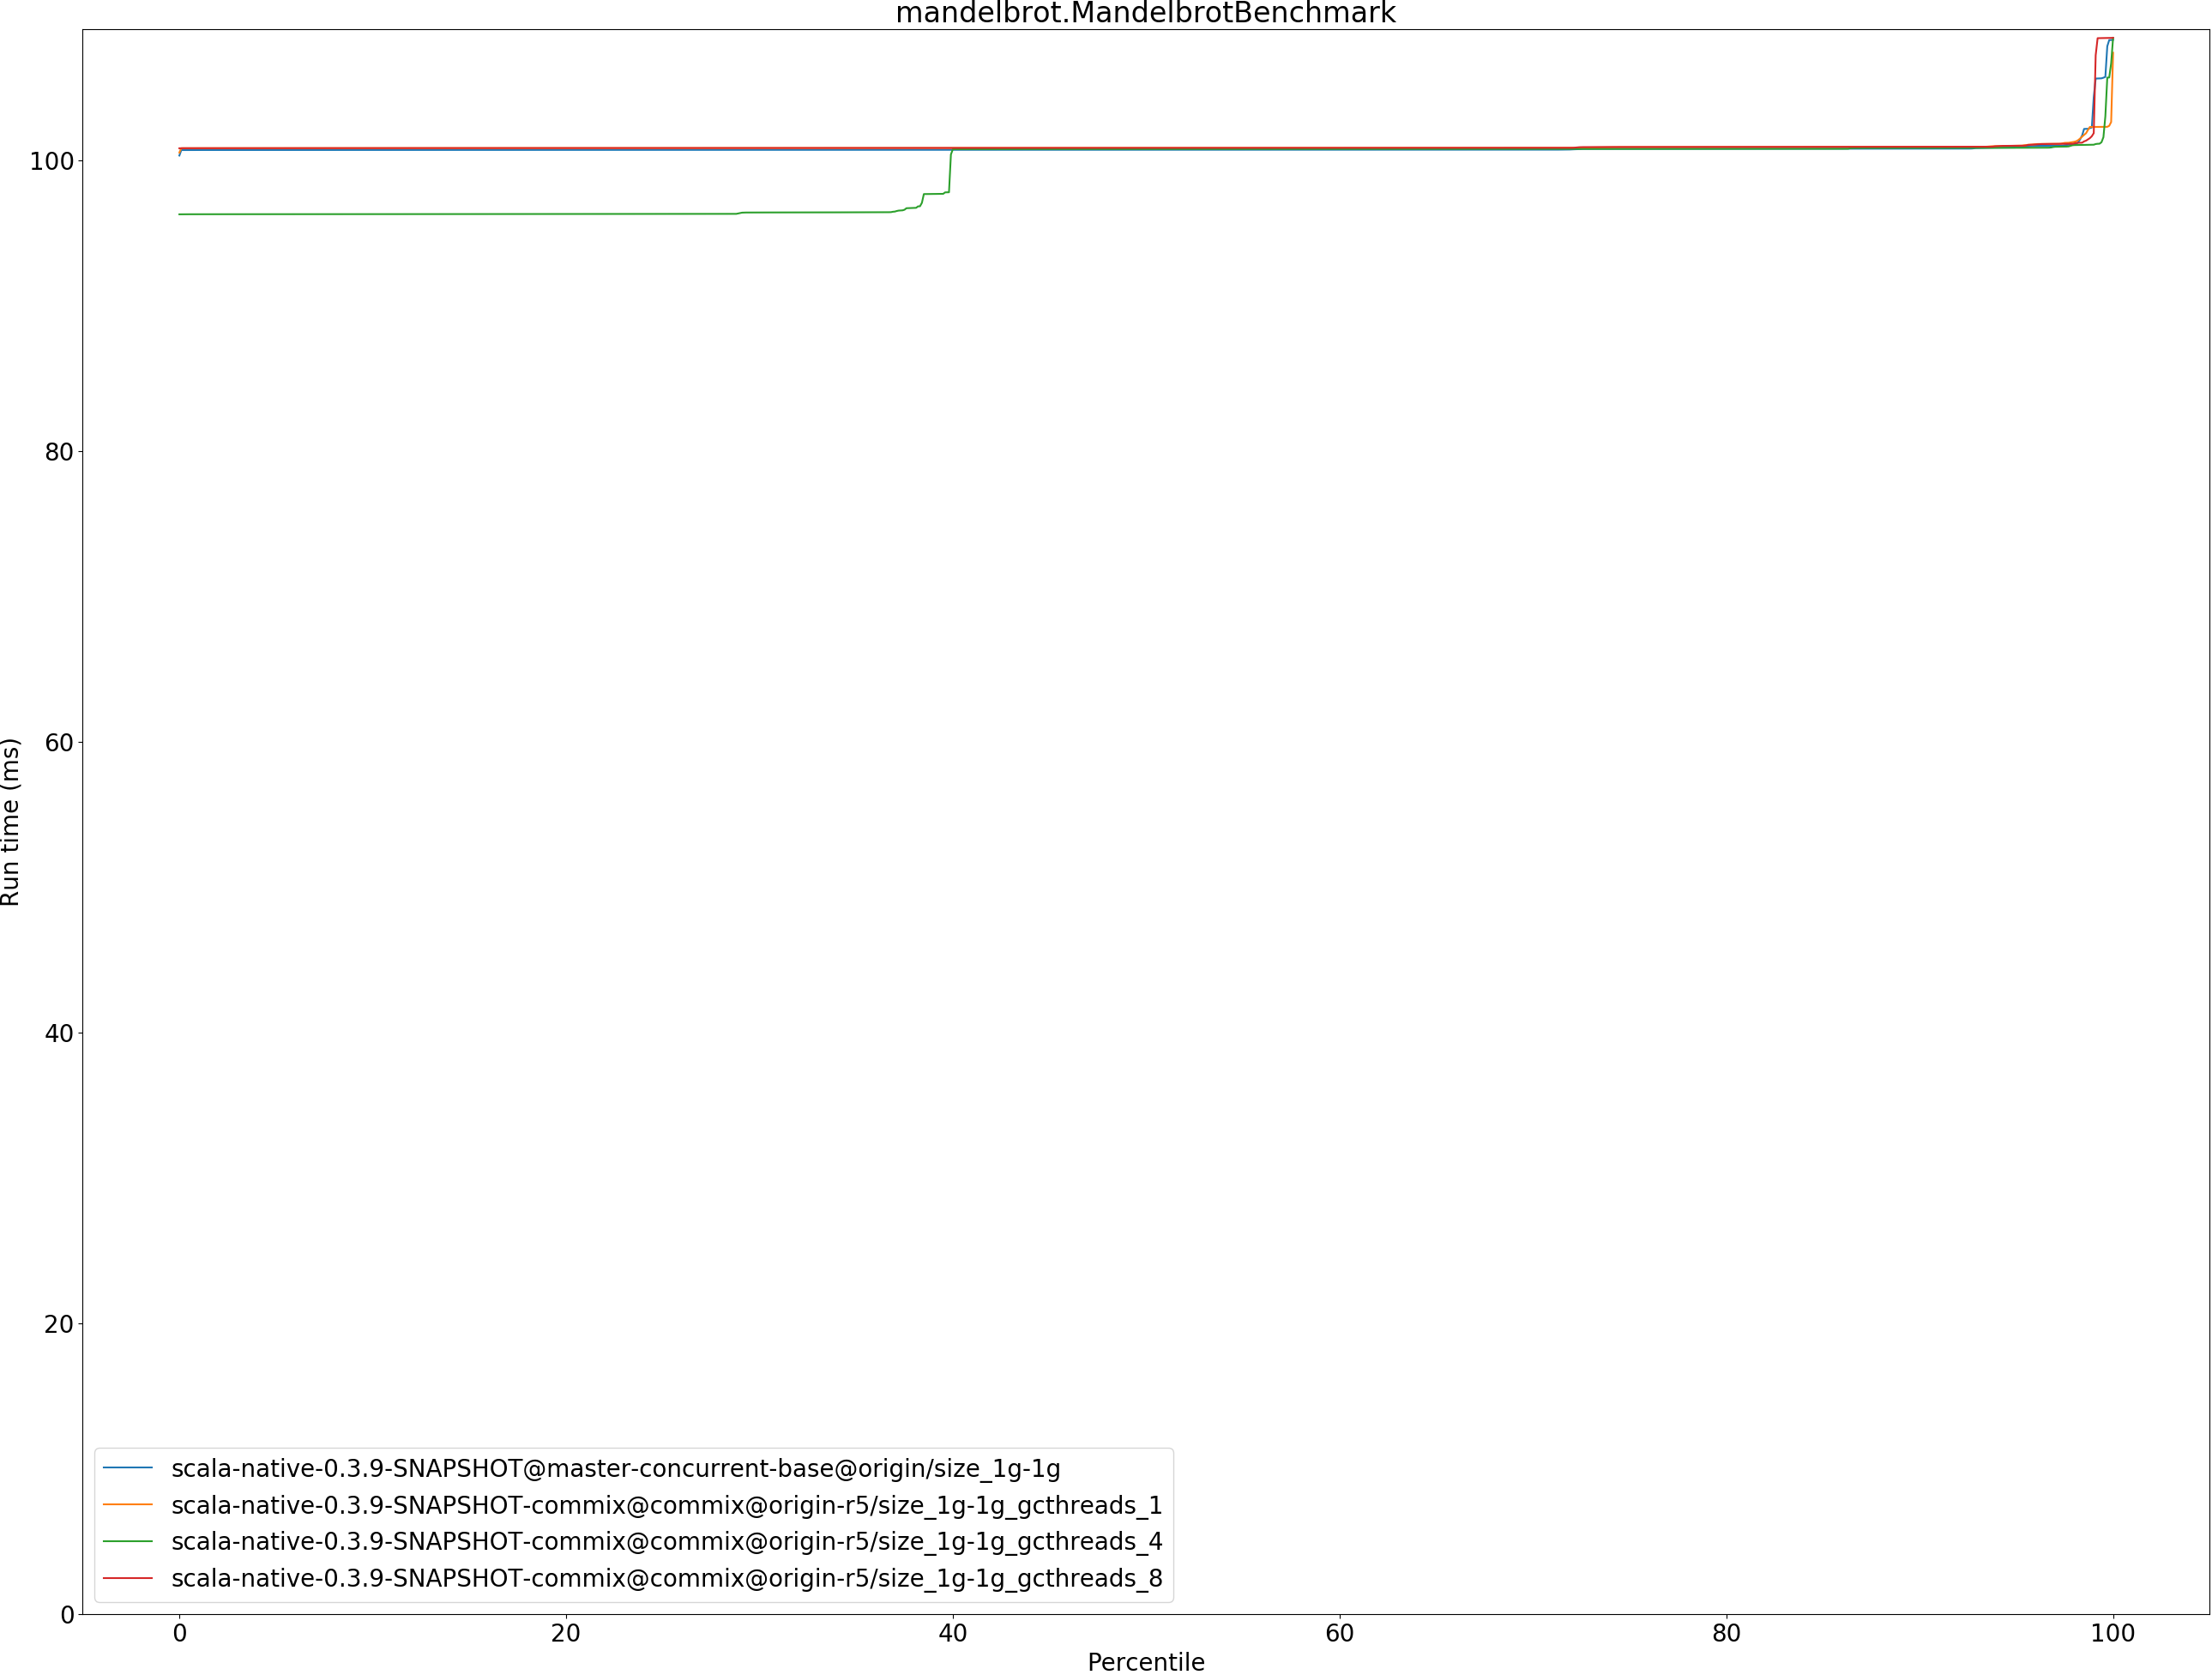 mandelbrot.MandelbrotBenchmark
100
80
60
40
20
0
Run time (ms)
scala-native-0.3.9-SNAPSHOT@master-concurrent-base@origin/size_1g-1g
scala-native-0.3.9-SNAPSHOT-commix@commix@origin-r5/size_1g-1g_gcthreads_1
scala-native-0.3.9-SNAPSHOT-commix@commix@origin-r5/size_1g-1g_gcthreads_4
scala-native-0.3.9-SNAPSHOT-commix@commix@origin-r5/size_1g-1g_gcthreads_8
0 20 40 60 80 100
Percentile